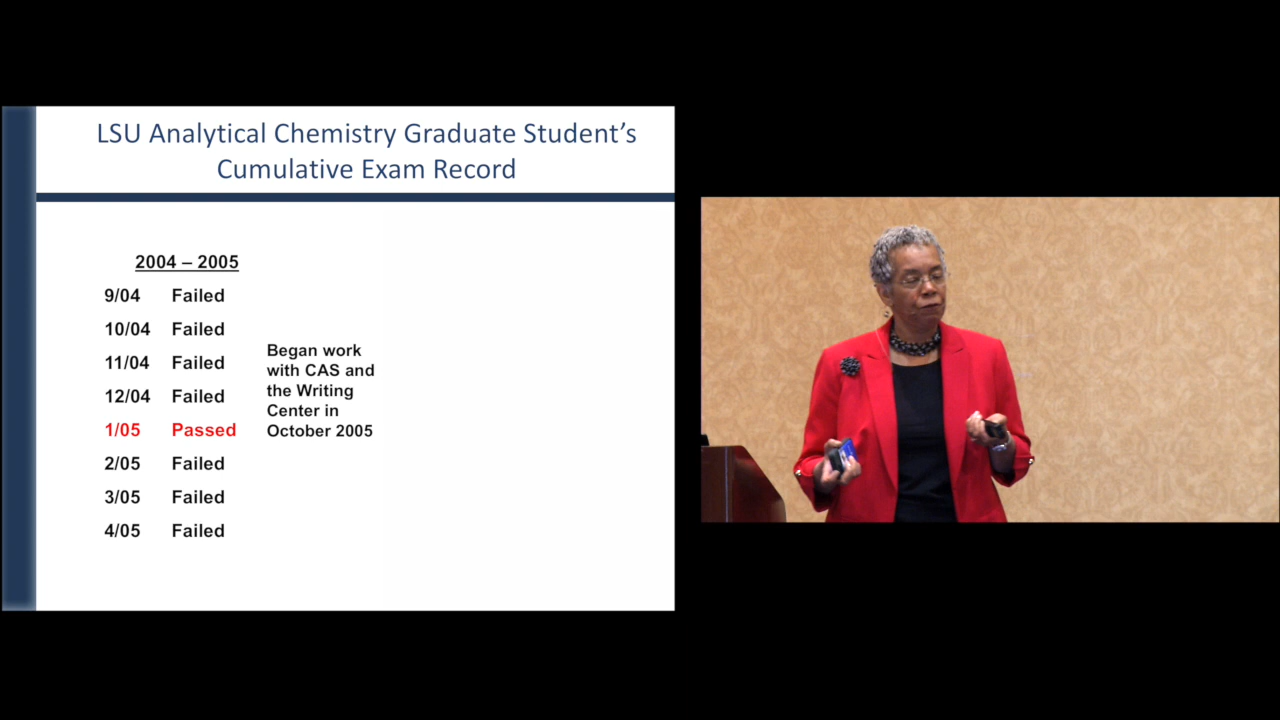 LSU Analytical Chemistry Graduate Student’s
Cumulative Exam Record
2004 – 2005
9/04 Failed
10/04 Failed
11/04 Failed
12/04 Failed
1/05 Passed
2/05 Failed
3/05 Failed
4/05 Failed
Began work
with CAS and
the Writing
Center in
October 2005